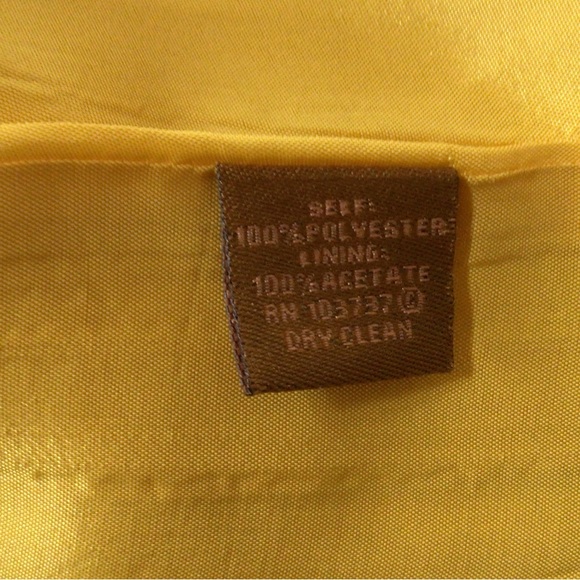 SELF:
100% POLYESTER
LINING:
100% ACETATE
RN 103737 Ⓒ
DRY CLEAN